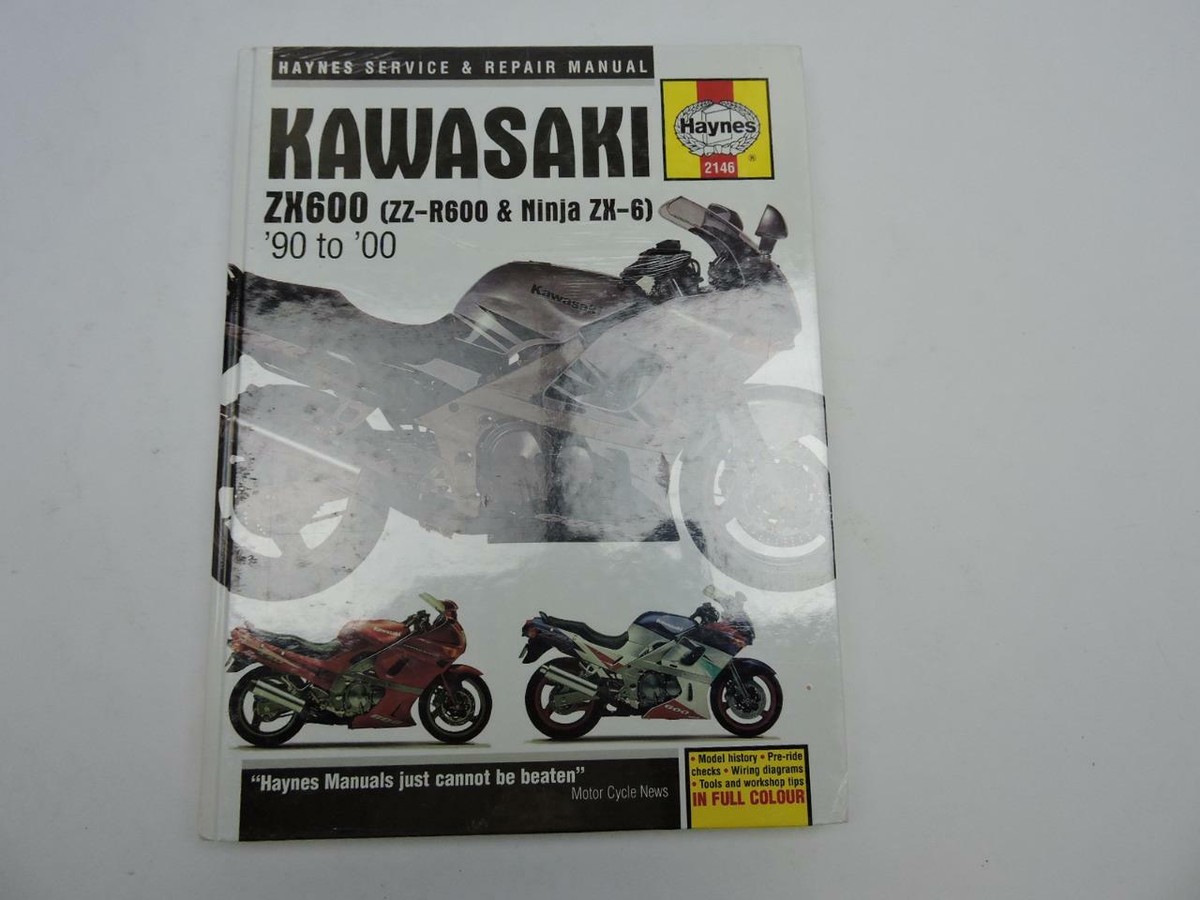 HAYNES SERVICE & REPAIR MANUAL
KAWASAKI
Haynes
2146
®
ZX600 (ZZ-R600 & Ninja ZX-6)
'90 to '00
Kawasaki
600
"Haynes Manuals just cannot be beaten"
Motor Cycle News
• Model history • Pre-ride
checks • Wiring diagrams
• Tools and workshop tips
IN FULL COLOUR